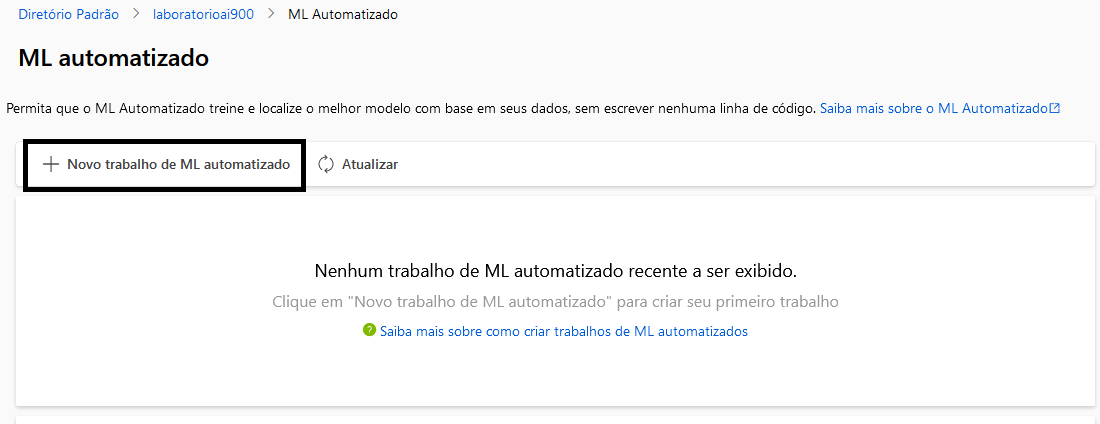 Diretório Padrão > laboratorioai900 > ML Automatizado
ML automatizado
Permita que o ML Automatizado treine e localize o melhor modelo com base em seus dados, sem escrever nenhuma linha de código. Saiba mais sobre o ML Automatizado
+ Novo trabalho de ML automatizado Atualizar
Nenhum trabalho de ML automatizado recente a ser exibido.
Clique em "Novo trabalho de ML automatizado" para criar seu primeiro trabalho
? Saiba mais sobre como criar trabalhos de ML automatizados